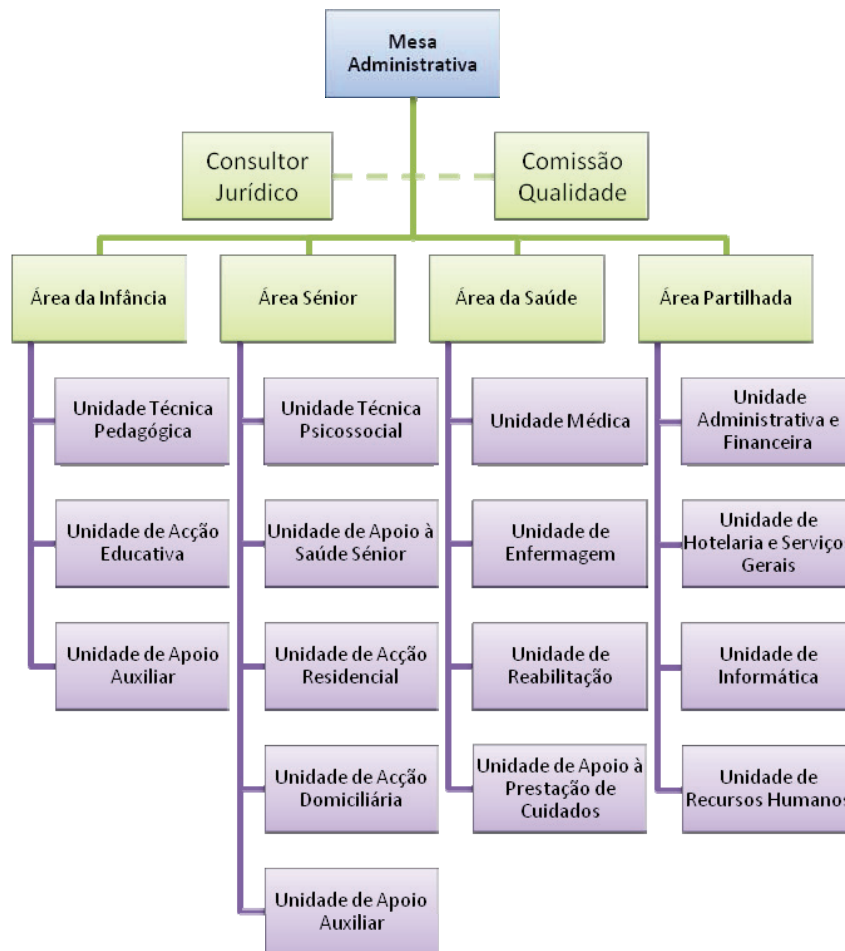 Mesa
Administrativa
Consultor
Jurídico
Comissão
Qualidade
Área da Infância
Área Sénior
Área da Saúde
Área Partilhada
Unidade Técnica
Pedagógica
Unidade de Acção
Educativa
Unidade de Apoio
Auxiliar
Unidade Técnica
Psicossocial
Unidade de Apoio à
Saúde Sénior
Unidade de Acção
Residencial
Unidade de Acção
Domiciliária
Unidade de Apoio
Auxiliar
Unidade Médica
Unidade de
Enfermagem
Unidade de
Reabilitação
Unidade de Apoio à
Prestação de
Cuidados
Unidade
Administrativa e
Financeira
Unidade de
Hotelaria e Serviço
Gerais
Unidade de
Informática
Unidade de
Recursos Humanos